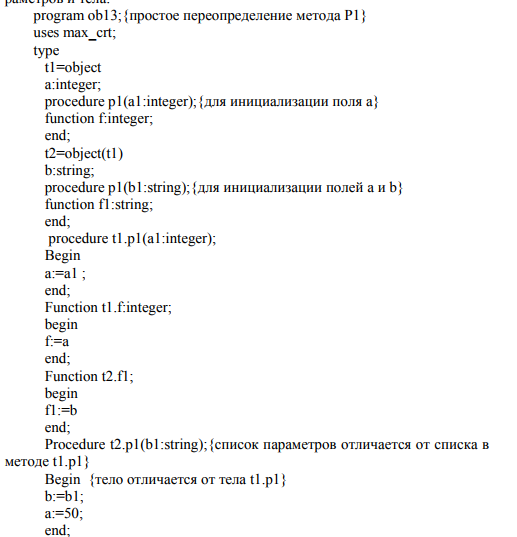 раметров и тела.
program ob13;{простое переопределение метода P1}
uses max_crt;
type
t1=object
a:integer;
procedure p1(a1:integer);{для инициализации поля a}
function f:integer;
end;
t2=object(t1)
b:string;
procedure p1(b1:string);{для инициализации полей a и b}
function f1:string;
end;
procedure t1.p1(a1:integer);
Begin
a:=a1 ;
end;
Function t1.f:integer;
begin
f:=a
end;
Function t2.f1;
begin
f1:=b
end;
Procedure t2.p1(b1:string);{список параметров отличается от списка в
методе t1.p1}
Begin {тело отличается от тела t1.p1}
b:=b1;
a:=50;
end;